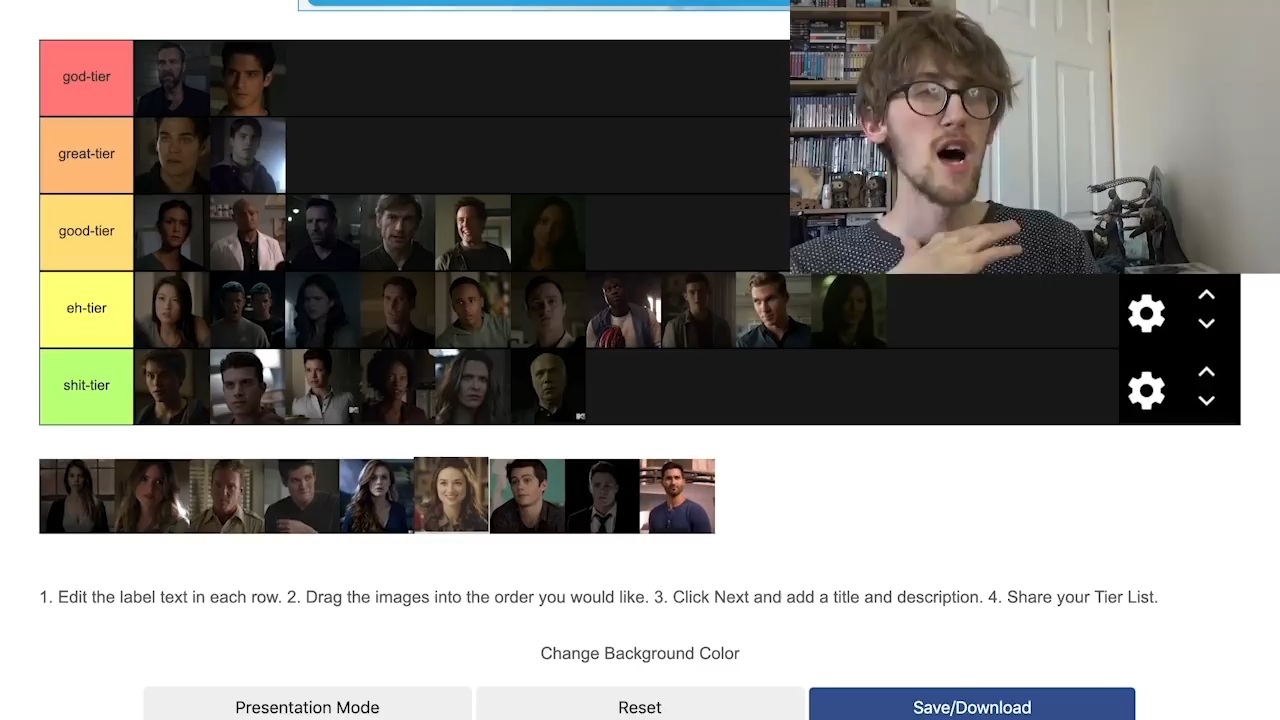 god-tier
great-tier
good-tier
eh-tier
shit-tier
1. Edit the label text in each row. 2. Drag the images into the order you would like. 3. Click Next and add a title and description. 4. Share your Tier List.
Change Background Color
Presentation Mode
Reset
Save/Download